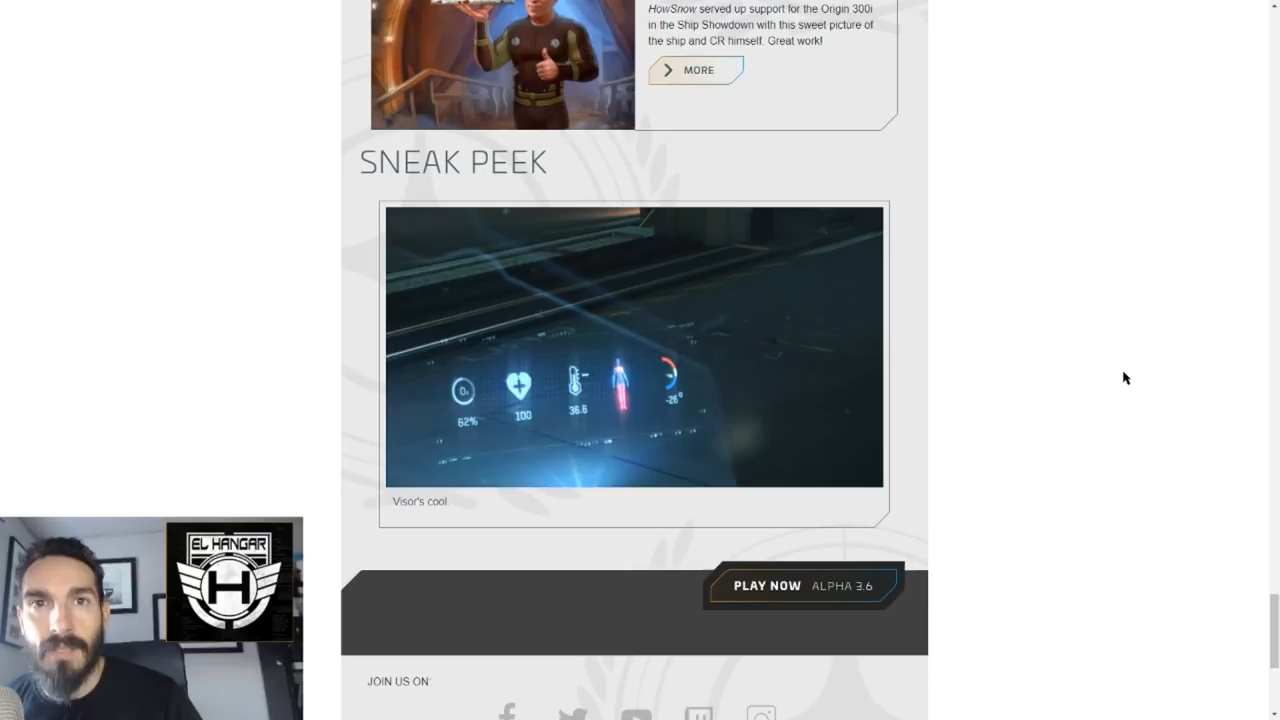 HowSnow served up support for the Origin 300i
in the Ship Showdown with this sweet picture of
the ship and CR himself. Great work!
MORE
SNEAK PEEK
62%
100
36.6
-26°
Visor's cool.
PLAY NOW ALPHA 3.6
EL HANGAR
H
JOIN US ON: